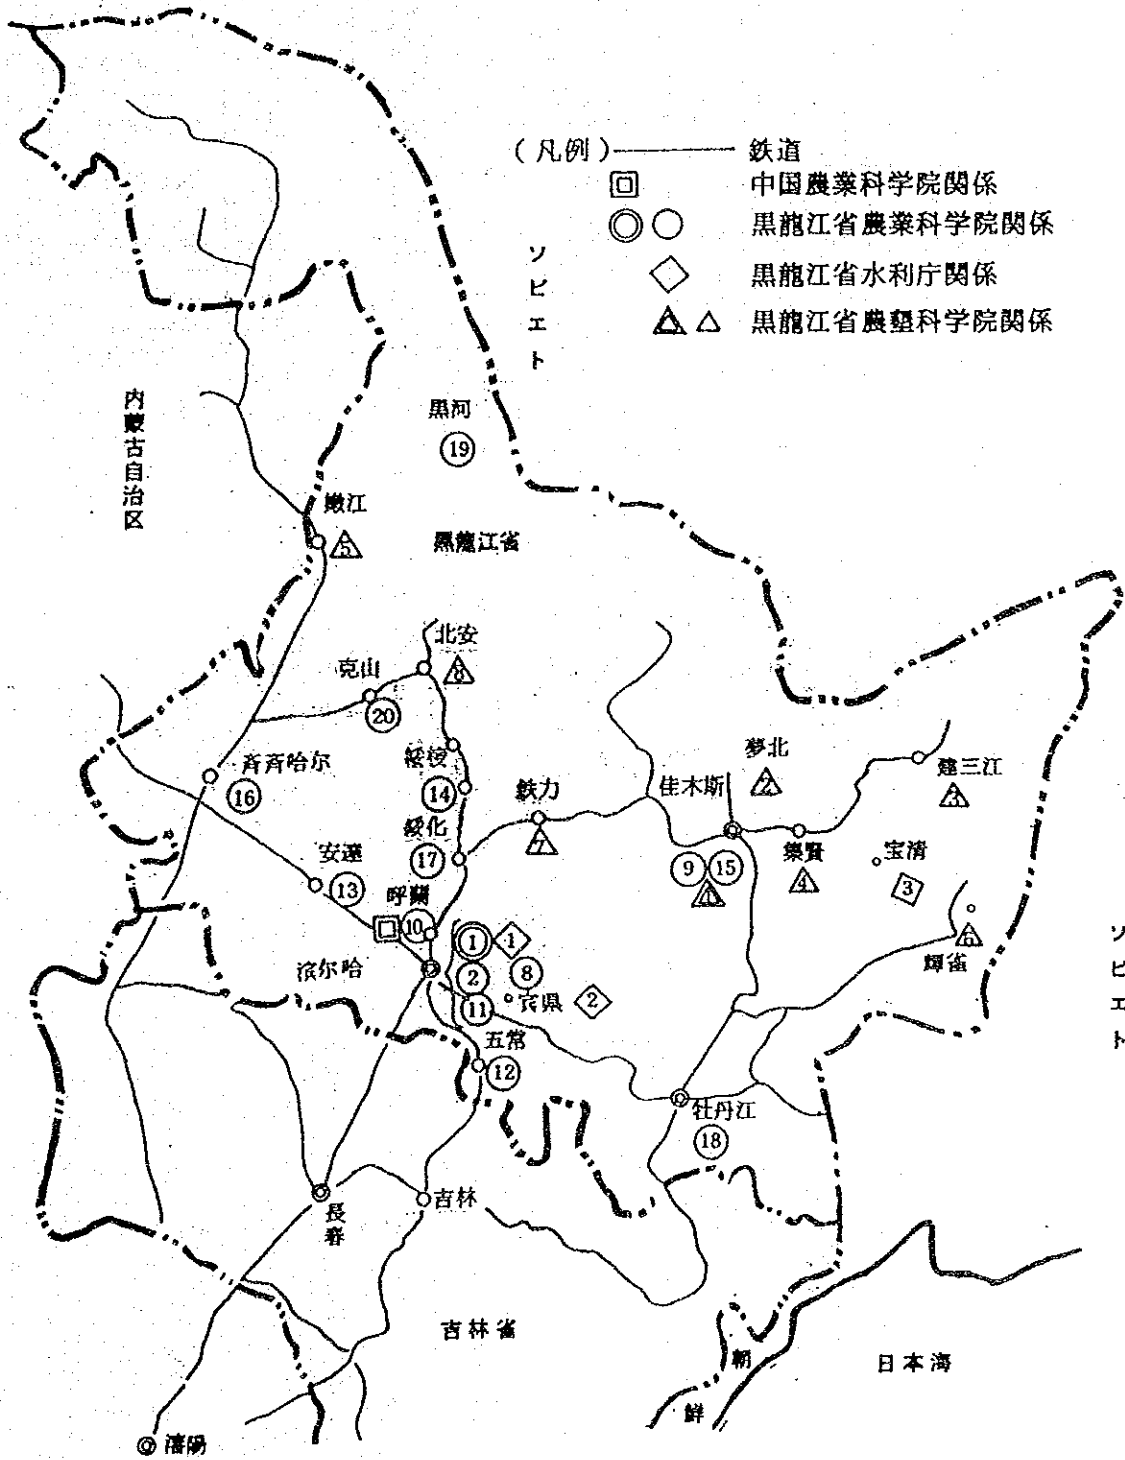 (凡例) 鉄道
中国農業科学院関係
黒龍江省農業科学院関係
黒龍江省水利庁関係
黒龍江省農墾科学院関係
ソビエト
内蒙古自治区
黒河
19
嫩江
5
黒龍江省
北安
8
克山
20
斉斉哈尔
16
綏棱
14
鉄力
7
綏化
17
安達
13
呼蘭
10
夢北
2
佳木斯
9 15
1
集賢
4
建三江
3
宝清
3
6
輝雀
ソビエト
滨尔哈
1 1
2 8
11
賓県 2
五常
12
牡丹江
18
長春
吉林
吉林省
朝鮮
日本海
瀋陽